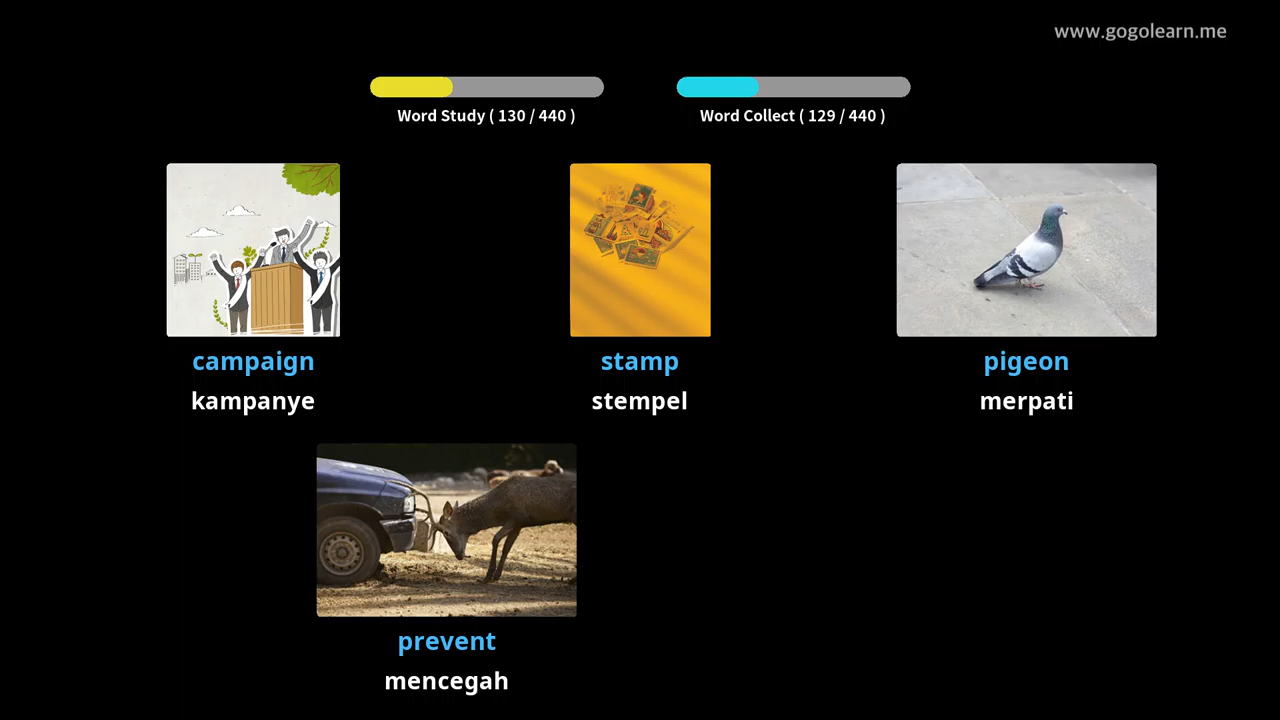 www.gogolearn.me
Word Study ( 130 / 440 )
Word Collect ( 129 / 440 )
campaign
kampanye
stamp
stempel
pigeon
merpati
prevent
mencegah